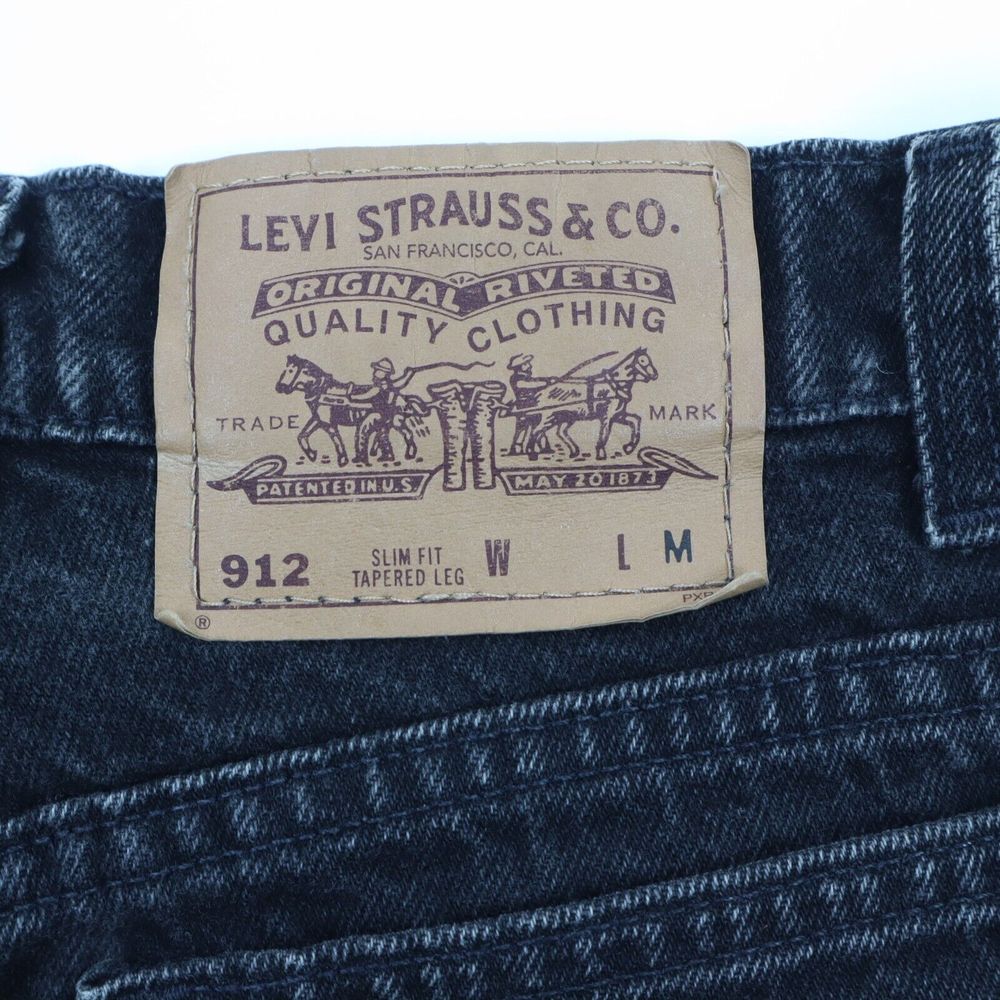 LEVI STRAUSS & CO.
SAN FRANCISCO, CAL.
ORIGINAL RIVETED
QUALITY CLOTHING
TRADE MARK
PATENTED IN U.S MAY 20 1873
912 SLIM FIT W L M
TAPERED LEG
® PXP